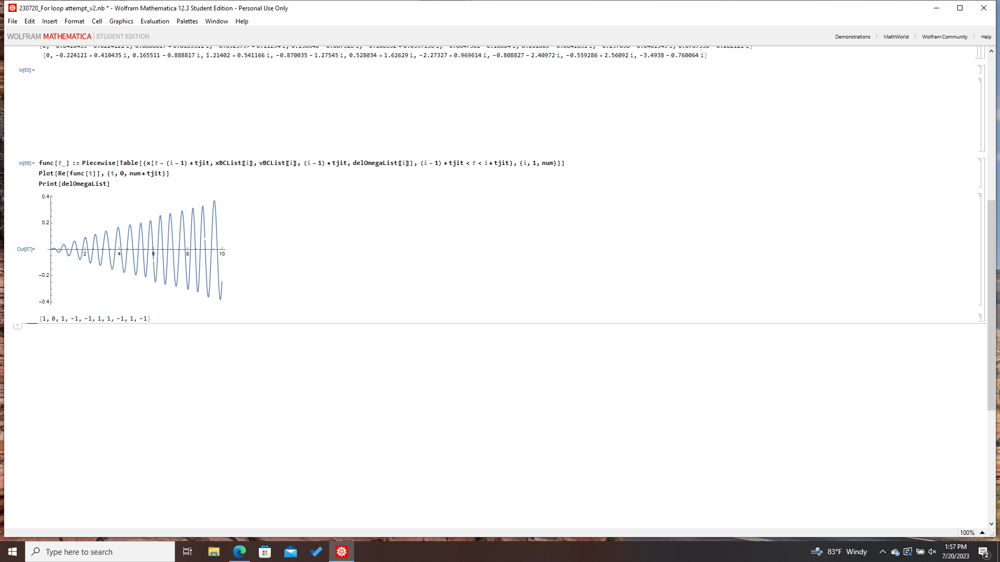 230720_For loop attempt_v2.nb * - Wolfram Mathematica 12.3 Student Edition - Personal Use Only
File Edit Insert Format Cell Graphics Evaluation Palettes Window Help
WOLFRAM MATHEMATICA STUDENT EDITION
Demonstrations MathWorld Wolfram Community Help
{0, -0.224121 + 0.410435 i, 0.165511 - 0.888817 i, 1.21402 + 0.541166 i, -0.870035 - 1.27545 i, 0.528034 + 1.62629 i, -2.27327 + 0.969614 i, -0.808827 - 2.40972 i, -0.559286 + 2.56092 i, -3.4938 - 0.760064 i}
In[53]:=
In[56]:= func[t_] := Piecewise[Table[{x[t - (i - 1) * tjit, xBCList[[i]], vBCList[[i]], (i - 1) * tjit, delOmegaList[[i]]], (i - 1) * tjit < t < i * tjit}, {i, 1, num}]]
Plot[Re[func[t]], {t, 0, num * tjit}]
Print[delOmegaList]
0.4
0.2
Out[57]=
2 4 6 8 10
-0.2
-0.4
{1, 0, 1, -1, -1, 1, 1, -1, 1, -1}
+
100%
Type here to search
83°F Windy
1:57 PM
7/20/2023
2